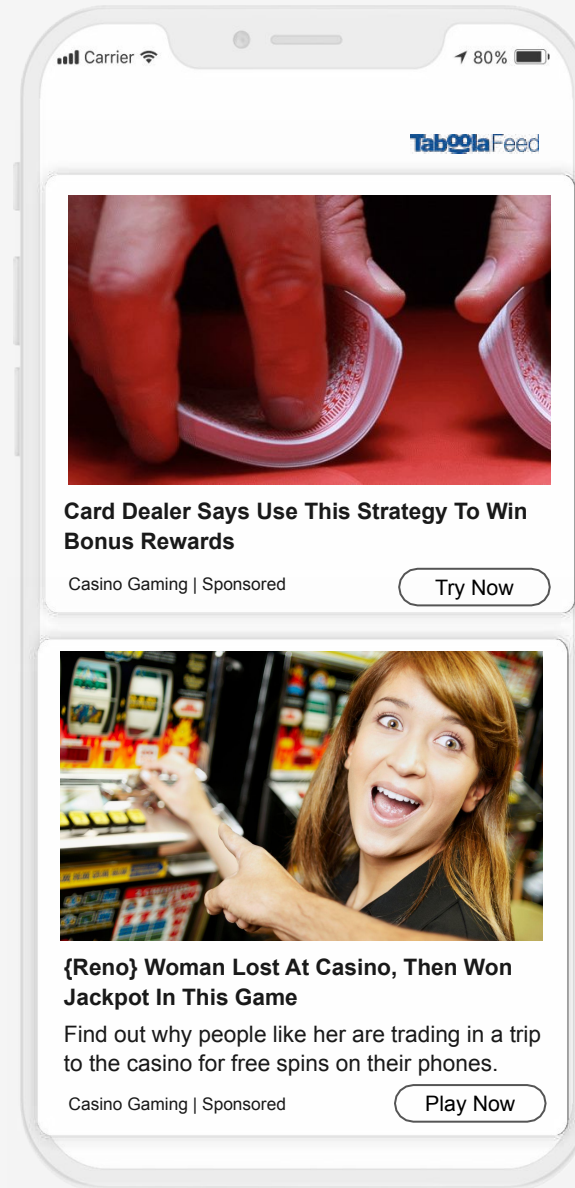 Carrier
80%
Taboola Feed
Card Dealer Says Use This Strategy To Win
Bonus Rewards
Casino Gaming | Sponsored
Try Now
{Reno} Woman Lost At Casino, Then Won
Jackpot In This Game
Find out why people like her are trading in a trip
to the casino for free spins on their phones.
Casino Gaming | Sponsored
Play Now